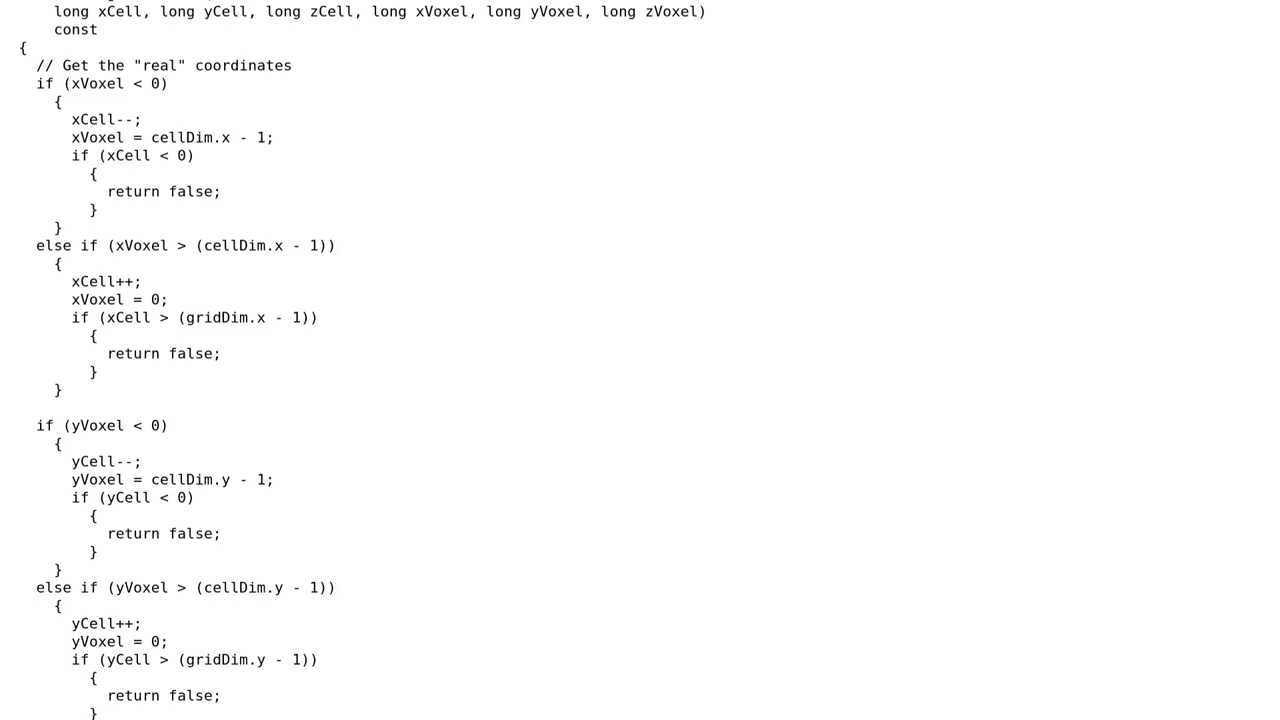 long xCell, long yCell, long zCell, long xVoxel, long yVoxel, long zVoxel)
const
{
// Get the "real" coordinates
if (xVoxel < 0)
{
xCell--;
xVoxel = cellDim.x - 1;
if (xCell < 0)
{
return false;
}
}
else if (xVoxel > (cellDim.x - 1))
{
xCell++;
xVoxel = 0;
if (xCell > (gridDim.x - 1))
{
return false;
}
}
if (yVoxel < 0)
{
yCell--;
yVoxel = cellDim.y - 1;
if (yCell < 0)
{
return false;
}
}
else if (yVoxel > (cellDim.y - 1))
{
yCell++;
yVoxel = 0;
if (yCell > (gridDim.y - 1))
{
return false;
}